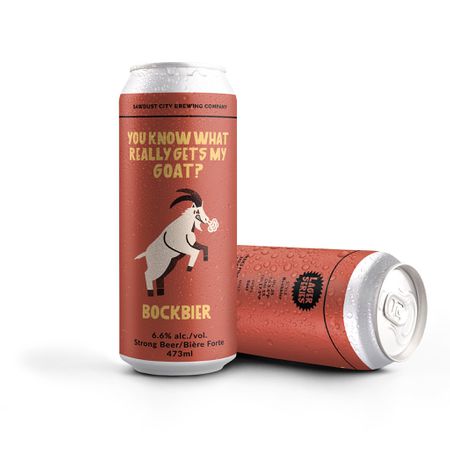 SAWDUST CITY BREWING COMPANY
YOU KNOW WHAT
REALLY GETS MY
GOAT?
BOCKBIER
6.6% alc./vol.
Strong Beer/Bière Forte
473ml
LAGER
SERIES